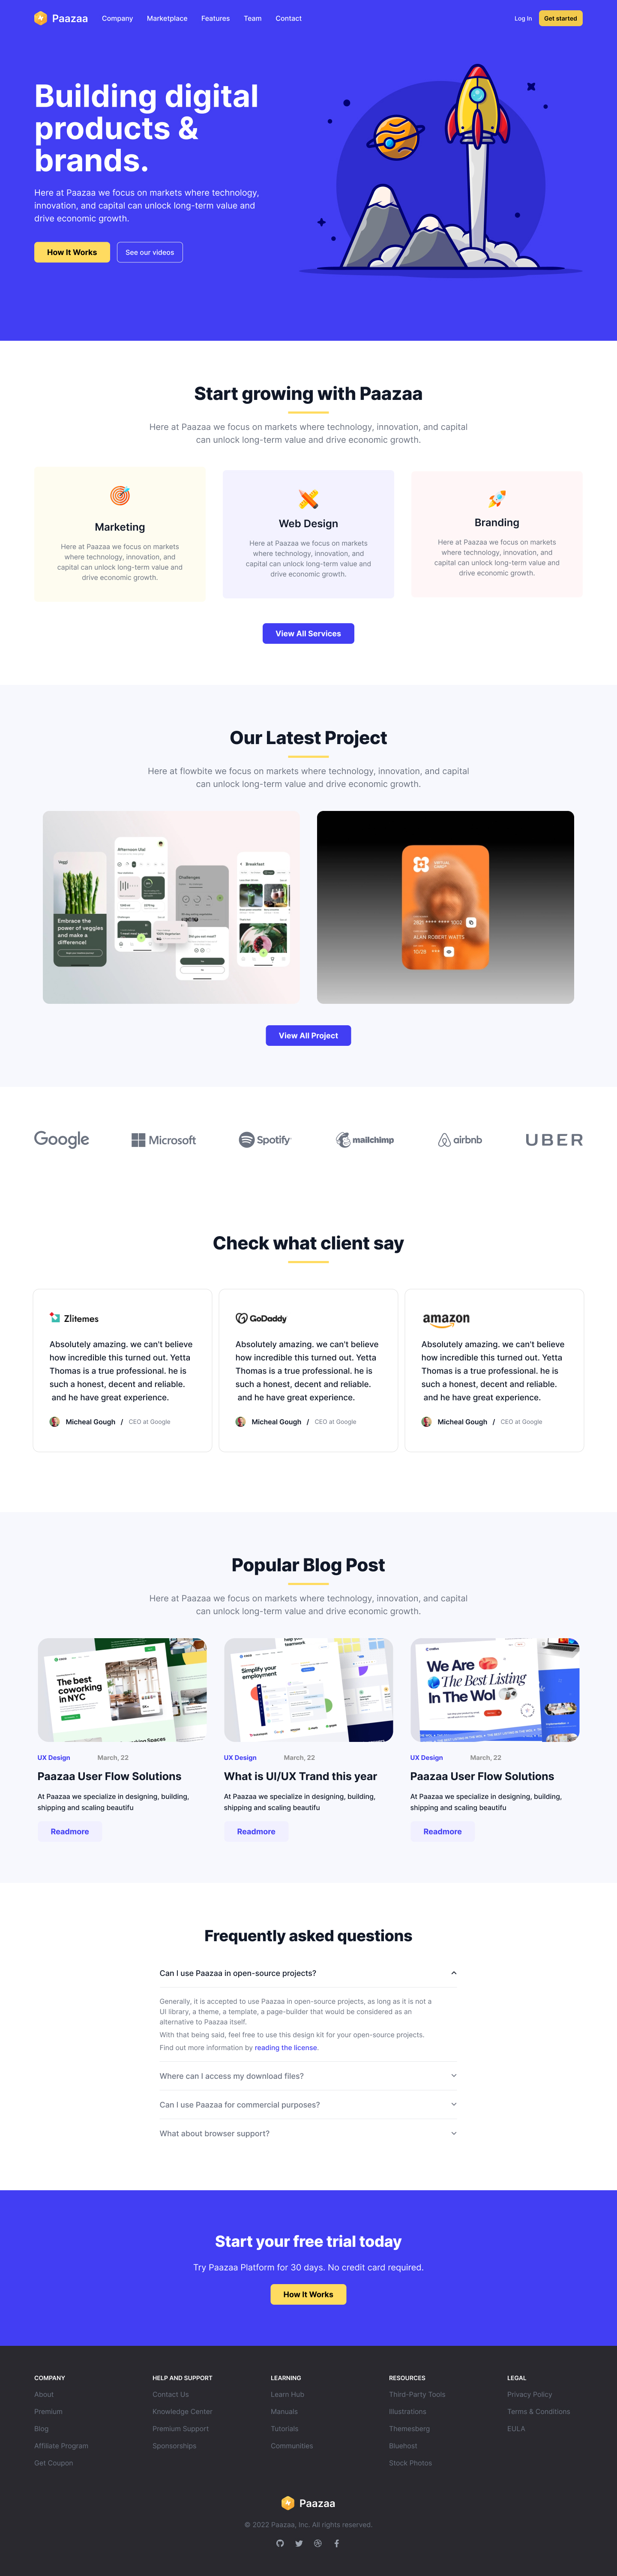 Paazaa
Company Marketplace Features Team Contact
Log In Get started
Building digital
products &
brands.
Here at Paazaa we focus on markets where technology,
innovation, and capital can unlock long-term value and
drive economic growth.
How It Works See our videos
Start growing with Paazaa
Here at Paazaa we focus on markets where technology, innovation, and capital
can unlock long-term value and drive economic growth.
Marketing
Here at Paazaa we focus on markets
where technology, innovation, and
capital can unlock long-term value and
drive economic growth.
Web Design
Here at Paazaa we focus on markets
where technology, innovation, and
capital can unlock long-term value and
drive economic growth.
Branding
Here at Paazaa we focus on markets
where technology, innovation, and
capital can unlock long-term value and
drive economic growth.
View All Services
Our Latest Project
Here at flowbite we focus on markets where technology, innovation, and capital
can unlock long-term value and drive economic growth.
Embrace the
power of veggies
and make a
difference!
Afternoon Ula!
Challenges
Breakfast
ALAN ROBERT WATTS
10/26
View All Project
Google Microsoft Spotify mailchimp airbnb UBER
Check what client say
Zlitemes
Absolutely amazing. we can't believe
how incredible this turned out. Yetta
Thomas is a true professional. he is
such a honest, decent and reliable.
and he have great experience.
Micheal Gough / CEO at Google
GoDaddy
Absolutely amazing. we can't believe
how incredible this turned out. Yetta
Thomas is a true professional. he is
such a honest, decent and reliable.
and he have great experience.
Micheal Gough / CEO at Google
amazon
Absolutely amazing. we can't believe
how incredible this turned out. Yetta
Thomas is a true professional. he is
such a honest, decent and reliable.
and he have great experience.
Micheal Gough / CEO at Google
Popular Blog Post
Here at Paazaa we focus on markets where technology, innovation, and capital
can unlock long-term value and drive economic growth.
The best
coworking
in NYC
UX Design March, 22
Paazaa User Flow Solutions
At Paazaa we specialize in designing, building,
shipping and scaling beautifu
Readmore
Simplify your
employment
UX Design March, 22
What is UI/UX Trand this year
At Paazaa we specialize in designing, building,
shipping and scaling beautifu
Readmore
We Are
The Best Listing
In The Wol
UX Design March, 22
Paazaa User Flow Solutions
At Paazaa we specialize in designing, building,
shipping and scaling beautifu
Readmore
Frequently asked questions
Can I use Paazaa in open-source projects?
Generally, it is accepted to use Paazaa in open-source projects, as long as it is not a
UI library, a theme, a template, a page-builder that would be considered as an
alternative to Paazaa itself.
With that being said, feel free to use this design kit for your open-source projects.
Find out more information by reading the license.
Where can I access my download files?
Can I use Paazaa for commercial purposes?
What about browser support?
Start your free trial today
Try Paazaa Platform for 30 days. No credit card required.
How It Works
COMPANY
About
Premium
Blog
Affiliate Program
Get Coupon
HELP AND SUPPORT
Contact Us
Knowledge Center
Premium Support
Sponsorships
LEARNING
Learn Hub
Manuals
Tutorials
Communities
RESOURCES
Third-Party Tools
Illustrations
Themesberg
Bluehost
Stock Photos
LEGAL
Privacy Policy
Terms & Conditions
EULA
Paazaa
© 2022 Paazaa, Inc. All rights reserved.